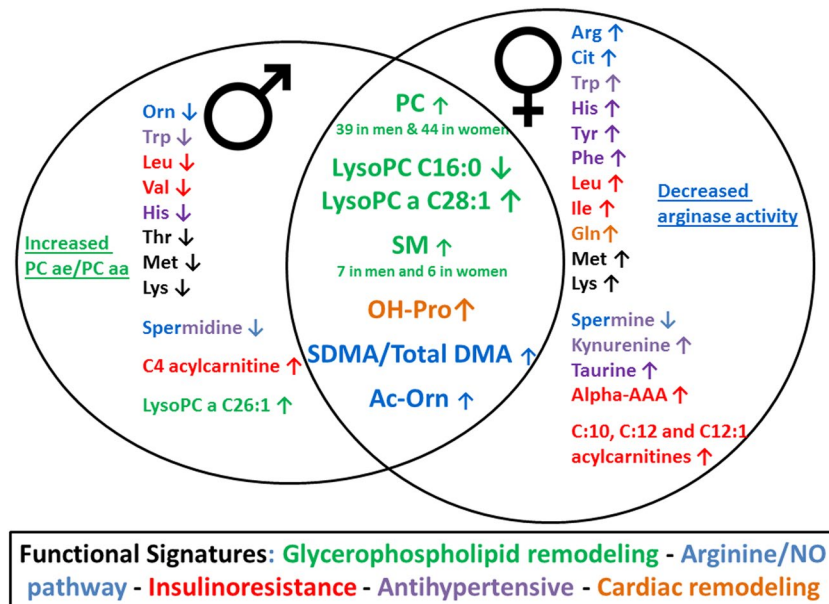 Orn ↓
Trp ↓
Leu ↓
Val ↓
His ↓
Thr ↓
Met ↓
Lys ↓
Increased
PC ae/PC aa
Spermidine ↓
C4 acylcarnitine ↑
LysoPC a C26:1 ↑
PC ↑
39 in men & 44 in women
LysoPC C16:0 ↓
LysoPC a C28:1 ↑
SM ↑
7 in men and 6 in women
OH-Pro↑
SDMA/Total DMA ↑
Ac-Orn ↑
Arg ↑
Cit ↑
Trp ↑
His ↑
Tyr ↑
Phe ↑
Leu ↑
Ile ↑
Gln↑
Met ↑
Lys ↑
Decreased
arginase activity
Spermine ↓
Kynurenine ↑
Taurine ↑
Alpha-AAA ↑
C:10, C:12 and C12:1
acylcarnitines ↑
Functional Signatures: Glycerophospholipid remodeling - Arginine/NO
pathway - Insulinoresistance - Antihypertensive - Cardiac remodeling